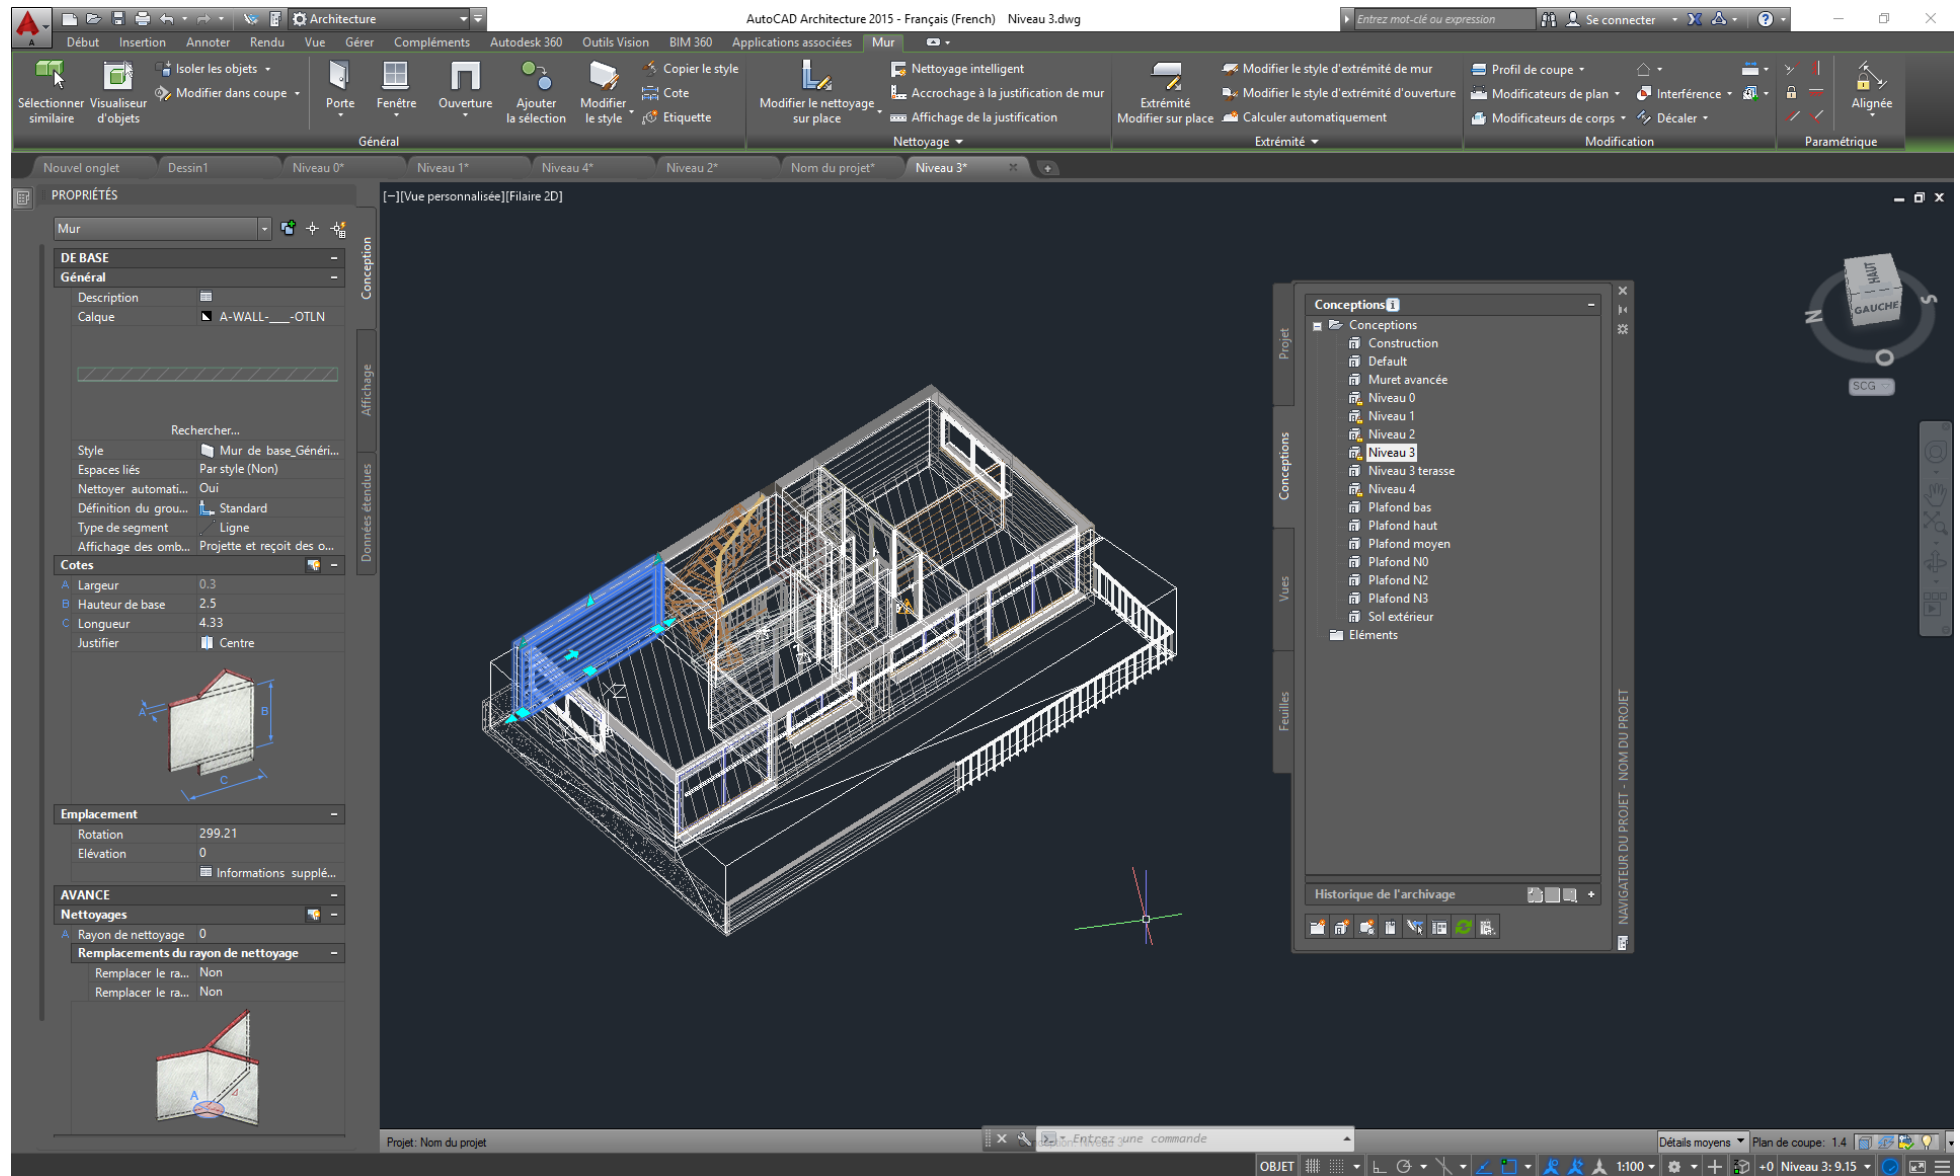 Architecture
AutoCAD Architecture 2015 - Français (French) Niveau 3.dwg
Entrez mot-clé ou expression
Se connecter
Début Insertion Annoter Rendu Vue Gérer Compléments Autodesk 360 Outils Vision BIM 360 Applications associées Mur
Sélectionner similaire
Visualiseur d'objets
Isoler les objets
Modifier dans coupe
Porte
Fenêtre
Ouverture
Ajouter la sélection
Modifier le style
Copier le style
Cote
Etiquette
Général
Modifier le nettoyage sur place
Nettoyage intelligent
Accrochage à la justification de mur
Affichage de la justification
Nettoyage
Extrémité Modifier sur place
Modifier le style d'extrémité de mur
Modifier le style d'extrémité d'ouverture
Calculer automatiquement
Extrémité
Profil de coupe
Modificateurs de plan
Modificateurs de corps
Interférence
Décaler
Modification
Alignée
Paramétrique
Nouvel onglet Dessin1 Niveau 0* Niveau 1* Niveau 4* Niveau 2* Nom du projet* Niveau 3*
PROPRIÉTÉS
[−][Vue personnalisée][Filaire 2D]
Mur
Conception
Affichage
Données étendues
DE BASE
Général
Description
Calque A-WALL-___-OTLN
Rechercher...
Style Mur de base_Généri...
Espaces liés Par style (Non)
Nettoyer automati... Oui
Définition du grou... Standard
Type de segment Ligne
Affichage des omb... Projette et reçoit des o...
Cotes
A Largeur 0.3
B Hauteur de base 2.5
C Longueur 4.33
Justifier Centre
A
B
C
Emplacement
Rotation 299.21
Elévation 0
Informations supplé...
AVANCE
Nettoyages
A Rayon de nettoyage 0
Remplacements du rayon de nettoyage
Remplacer le ra... Non
Remplacer le ra... Non
A
Projet
Conceptions
Vues
Feuilles
Conceptions
Conceptions
Construction
Default
Muret avancée
Niveau 0
Niveau 1
Niveau 2
Niveau 3
Niveau 3 terasse
Niveau 4
Plafond bas
Plafond haut
Plafond moyen
Plafond N0
Plafond N2
Plafond N3
Sol extérieur
Eléments
Historique de l'archivage
NAVIGATEUR DU PROJET - NOM DU PROJET
HAUT
GAUCHE
N
S
O
SCG
Projet: Nom du projet
Entrez une commande
Détails moyens Plan de coupe: 1.4
OBJET
1:100
+0 Niveau 3: 9.15